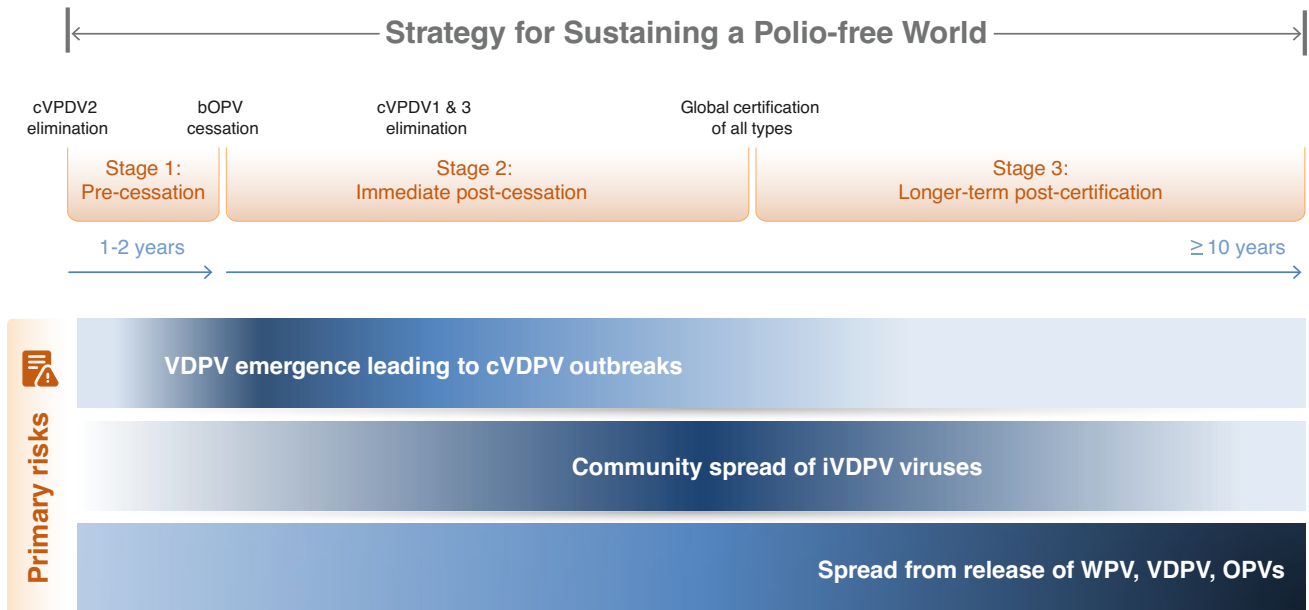 Strategy for Sustaining a Polio-free World
cVPDV2
elimination
bOPV
cessation
cVPDV1 & 3
elimination
Global certification
of all types
Stage 1:
Pre-cessation
Stage 2:
Immediate post-cessation
Stage 3:
Longer-term post-certification
1-2 years
≥ 10 years
Primary risks
VDPV emergence leading to cVDPV outbreaks
Community spread of iVDPV viruses
Spread from release of WPV, VDPV, OPVs